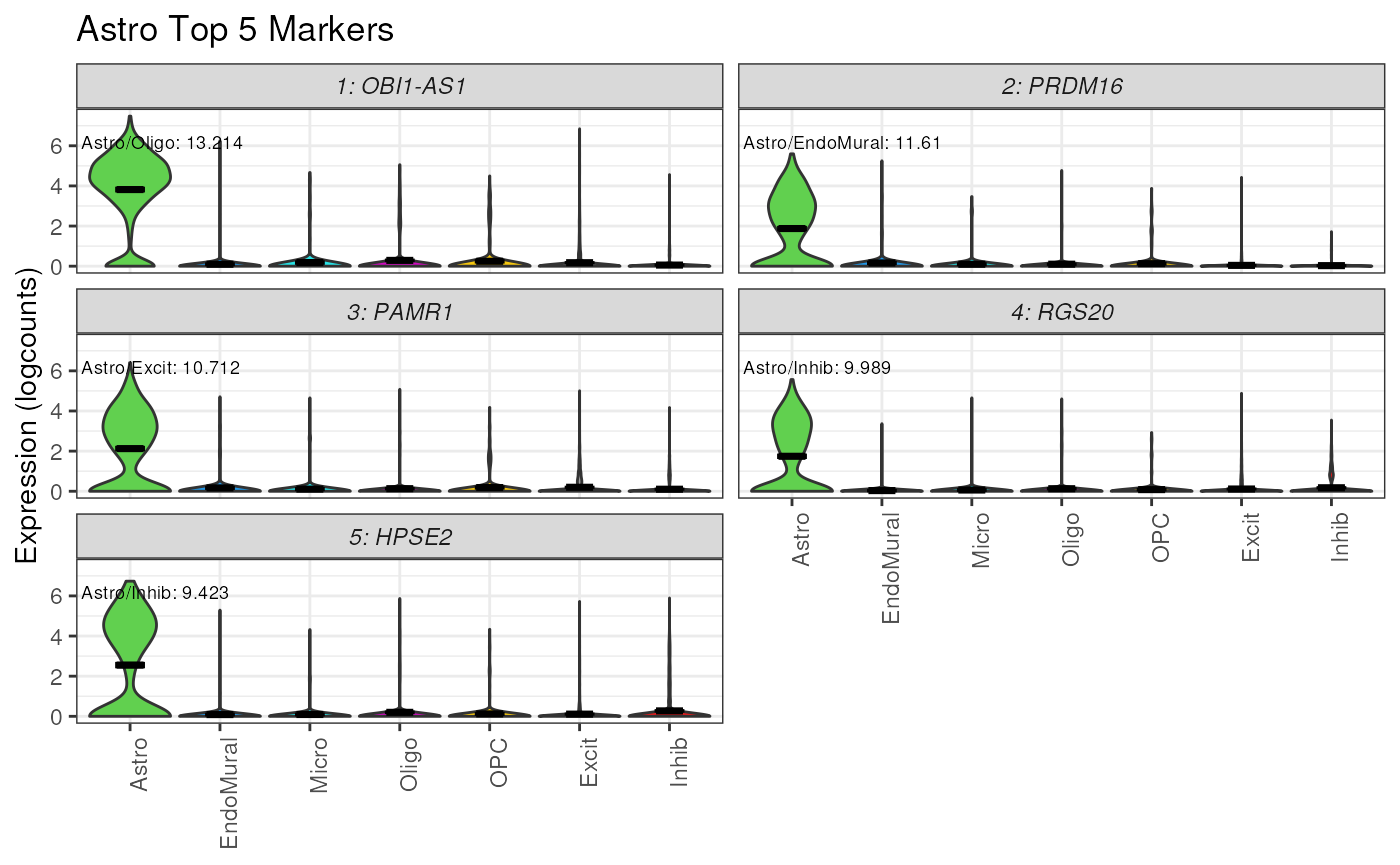 Astro Top 5 Markers
Expression (logcounts)
1: OBI1-AS1
2: PRDM16
6
4
2
0
Astro/Oligo: 13.214
Astro/EndoMural: 11.61
3: PAMR1
4: RGS20
6
4
2
0
Astro/Excit: 10.712
Astro/Inhib: 9.989
Astro
EndoMural
Micro
Oligo
OPC
Excit
Inhib
5: HPSE2
6
4
2
0
Astro/Inhib: 9.423
Astro
EndoMural
Micro
Oligo
OPC
Excit
Inhib